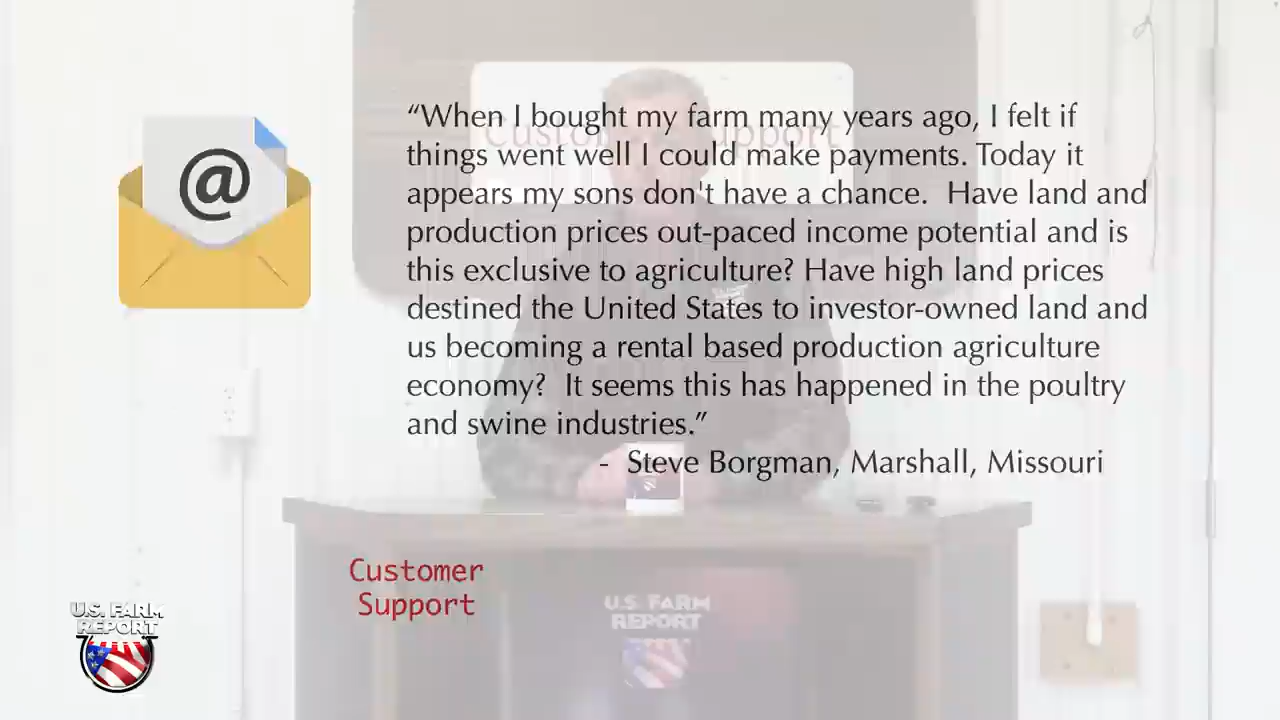 @
Customer Support
“When I bought my farm many years ago, I felt if
things went well I could make payments. Today it
appears my sons don't have a chance.  Have land and
production prices out-paced income potential and is
this exclusive to agriculture? Have high land prices
destined the United States to investor-owned land and
us becoming a rental based production agriculture
economy?  It seems this has happened in the poultry
and swine industries.”
-  Steve Borgman, Marshall, Missouri
Customer
Support
U.S. FARM
REPORT
U.S. FARM
REPORT